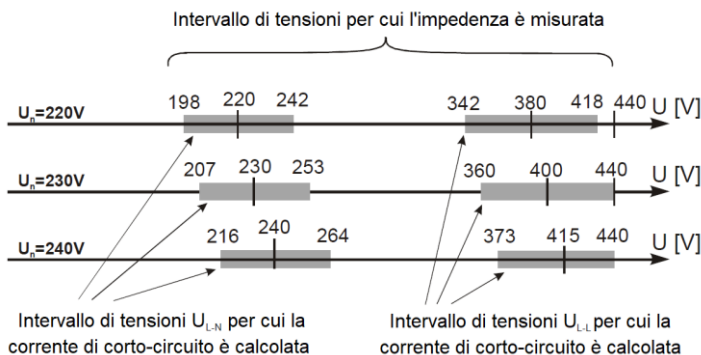 Intervallo di tensioni per cui l'impedenza è misurata
198 220 242 342 380 418 440 U [V]
Uₙ=220V
207 230 253 360 400 440 U [V]
Uₙ=230V
216 240 264 373 415 440 U [V]
Uₙ=240V
Intervallo di tensioni U_L-N per cui la
corrente di corto-circuito è calcolata
Intervallo di tensioni U_L-L per cui la
corrente di corto-circuito è calcolata